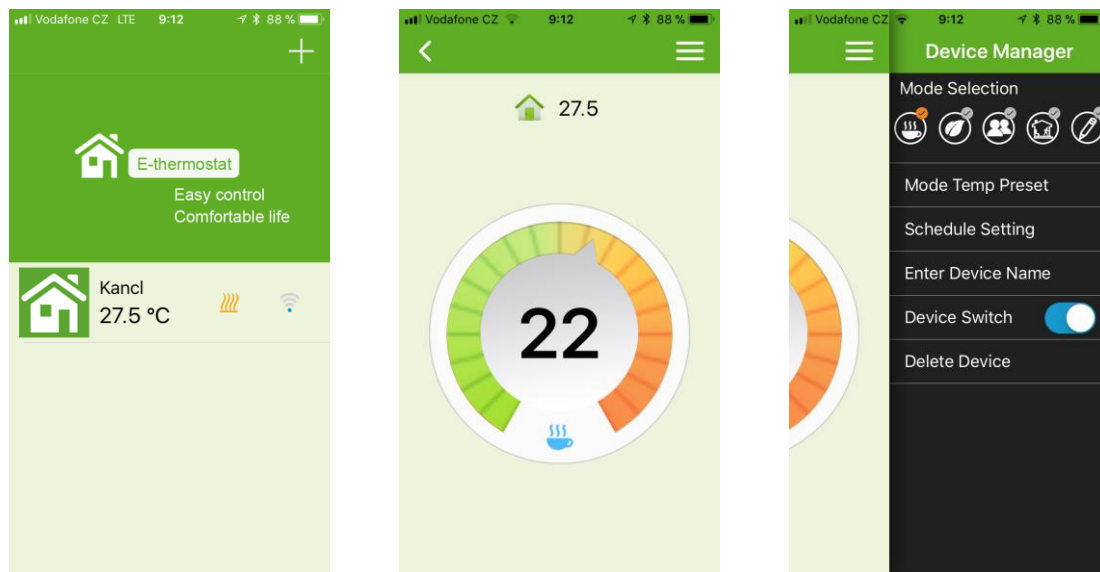 Vodafone CZ LTE 9:12 88 %
E-thermostat
Easy control
Comfortable life
Kancl
27.5 °C
Vodafone CZ 9:12 88 %
27.5
22
Vodafone CZ 9:12 88 %
Device Manager
Mode Selection
Mode Temp Preset
Schedule Setting
Enter Device Name
Device Switch
Delete Device